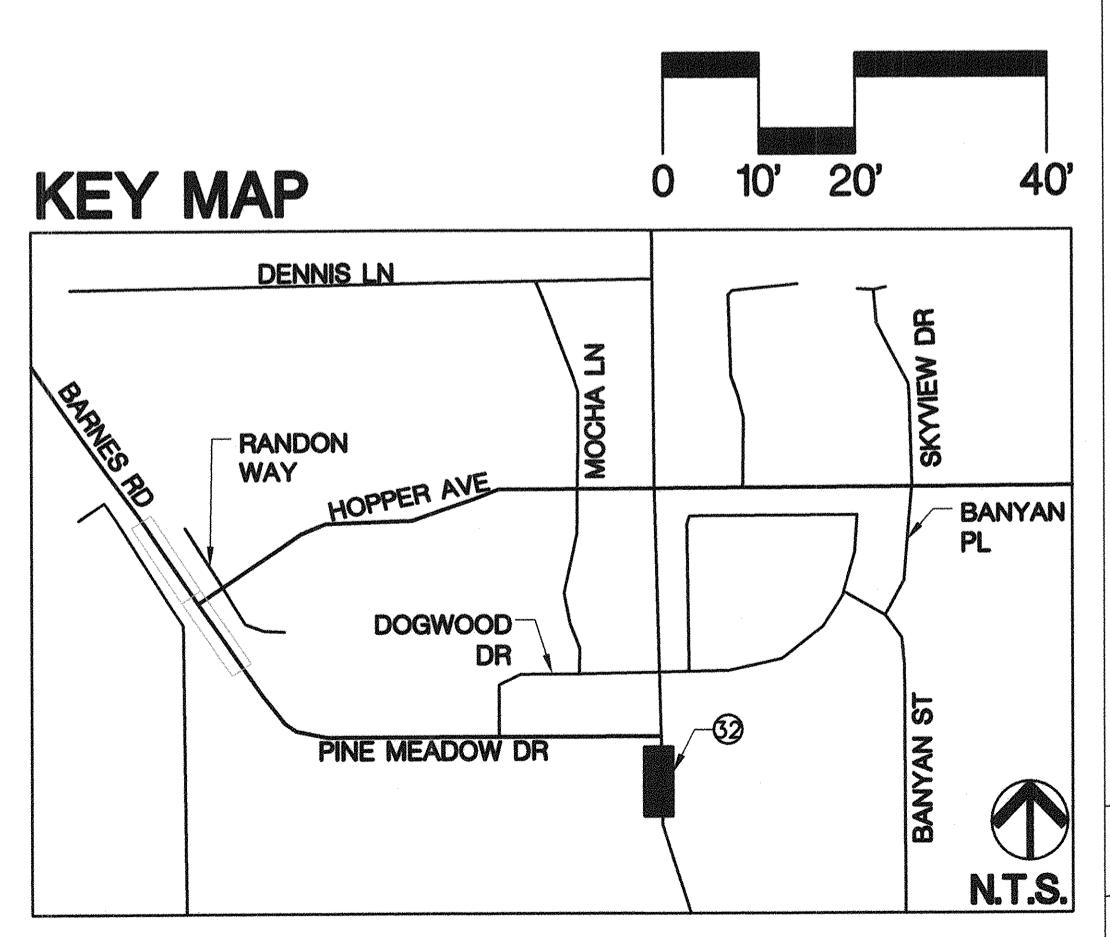 0 10' 20' 40'
KEY MAP
DENNIS LN
BARNES RD
RANDON
WAY
HOPPER AVE
MOCHA LN
SKYVIEW DR
BANYAN
PL
DOGWOOD
DR
PINE MEADOW DR
32
BANYAN ST
N.T.S.